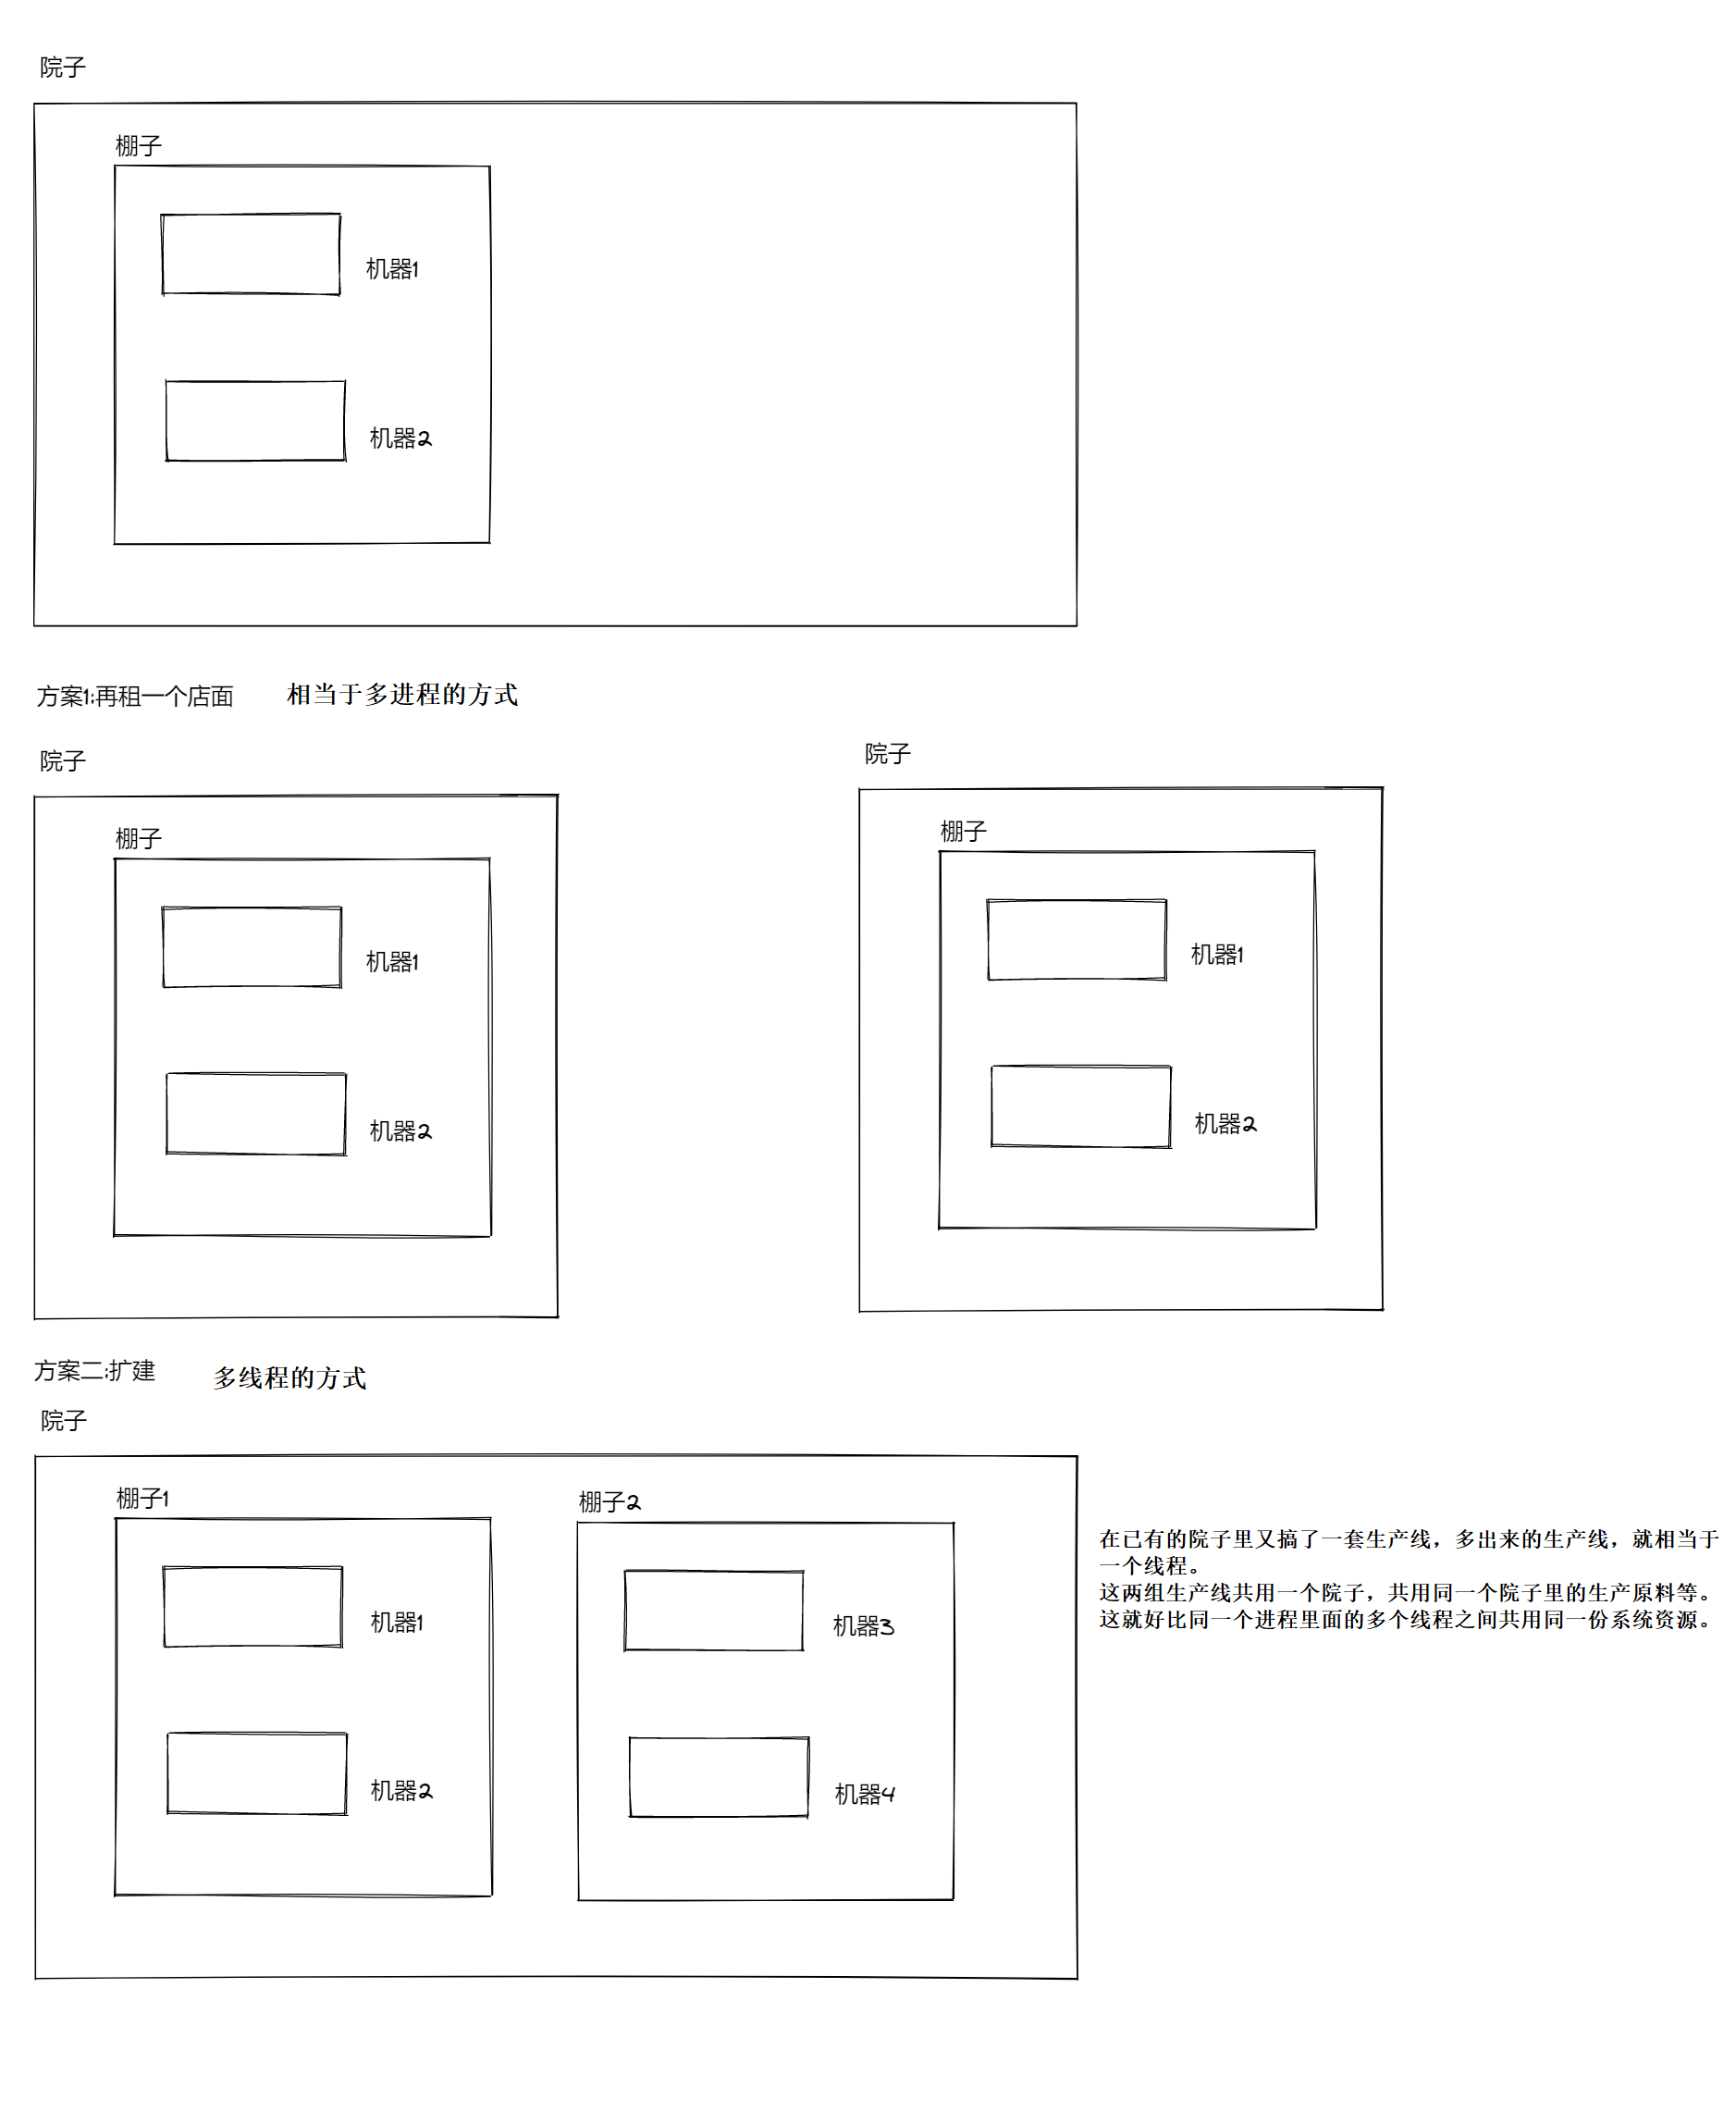 院子
棚子
机器1
机器2
方案1:再租一个店面
相当于多进程的方式
院子
棚子
机器1
机器2
院子
棚子
机器1
机器2
方案二:扩建
多线程的方式
院子
棚子1
机器1
机器2
棚子2
机器3
机器4
在已有的院子里又搞了一套生产线，多出来的生产线，就相当于
一个线程。
这两组生产线共用一个院子，共用同一个院子里的生产原料等。
这就好比同一个进程里面的多个线程之间共用同一份系统资源。